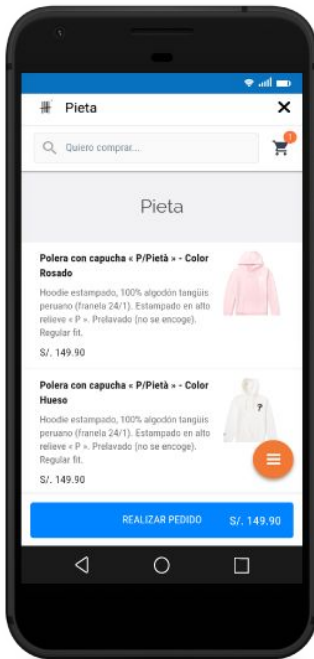 Pieta
Quiero comprar...
1
Pieta
Polera con capucha « P/Pietà » - Color
Rosado
Hoodie estampado, 100% algodón tangüis
peruano (franela 24/1). Estampado en alto
relieve « P ». Prelavado (no se encoge).
Regular fit.
S/. 149.90
Polera con capucha « P/Pietà » - Color
Hueso
Hoodie estampado, 100% algodón tangüis
peruano (franela 24/1). Estampado en alto
relieve « P ». Prelavado (no se encoge).
Regular fit.
S/. 149.90
?
REALIZAR PEDIDO S/. 149.90